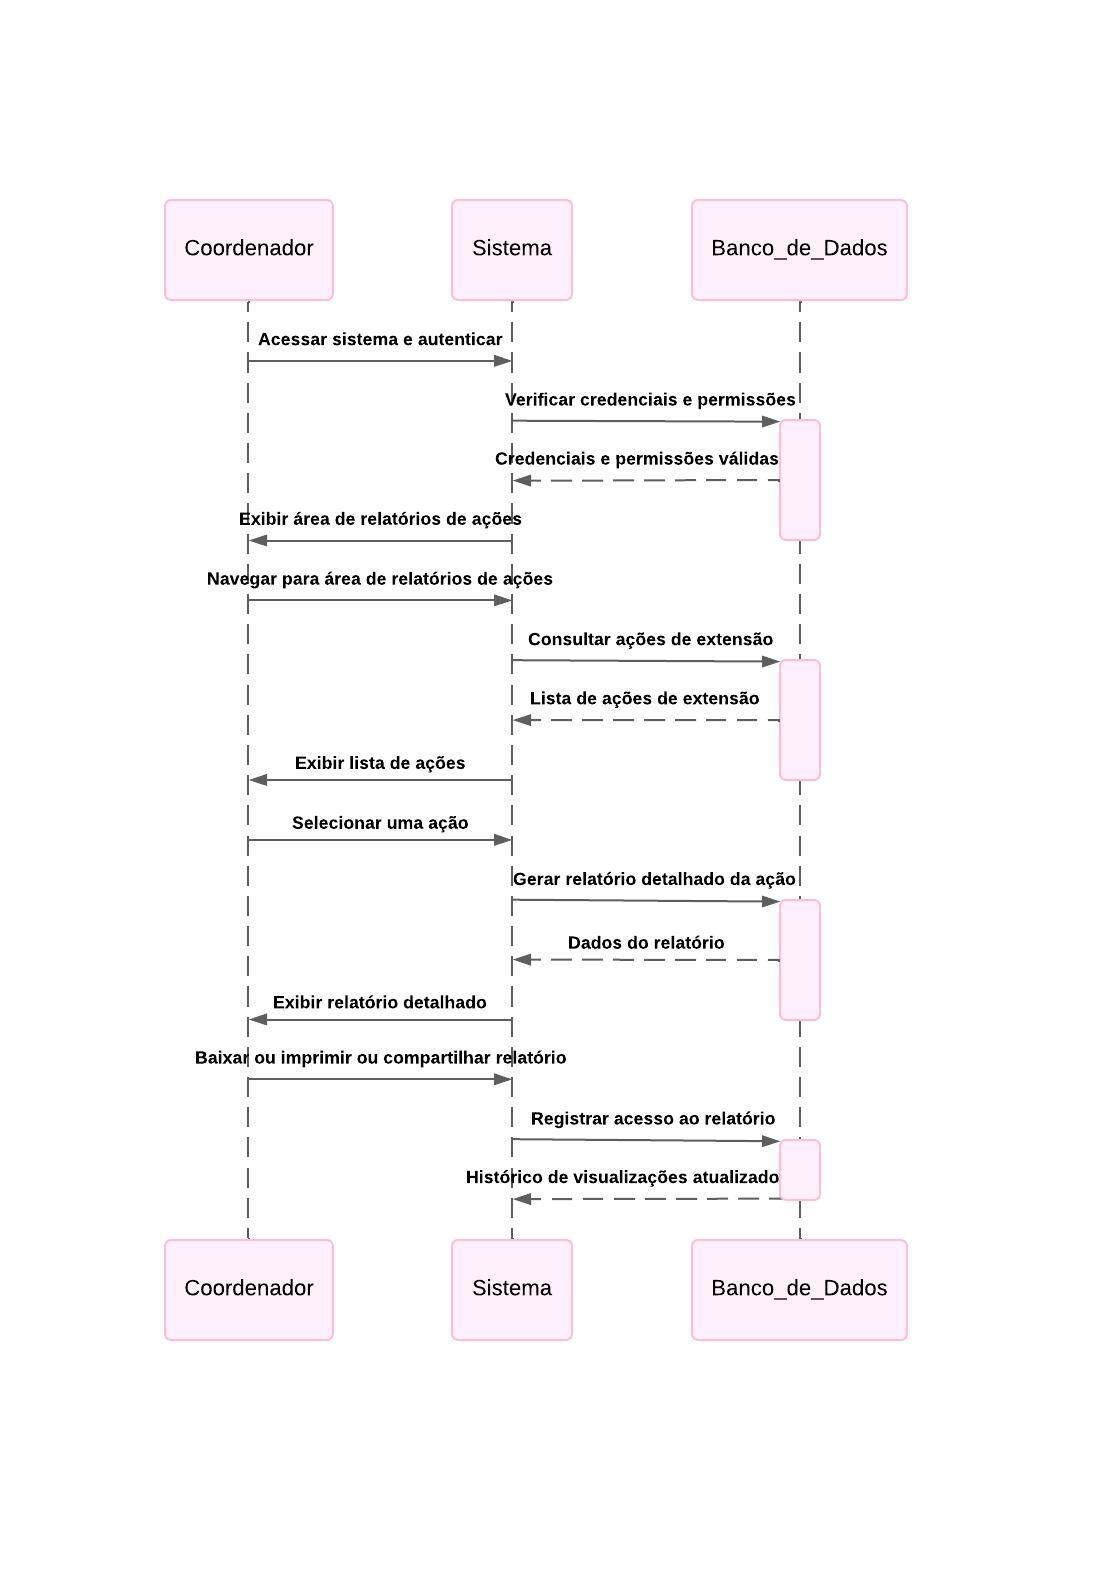 Coordenador
Sistema
Banco_de_Dados
Acessar sistema e autenticar
Verificar credenciais e permissões
Credenciais e permissões válidas
Exibir área de relatórios de ações
Navegar para área de relatórios de ações
Consultar ações de extensão
Lista de ações de extensão
Exibir lista de ações
Selecionar uma ação
Gerar relatório detalhado da ação
Dados do relatório
Exibir relatório detalhado
Baixar ou imprimir ou compartilhar relatório
Registrar acesso ao relatório
Histórico de visualizações atualizado
Coordenador
Sistema
Banco_de_Dados